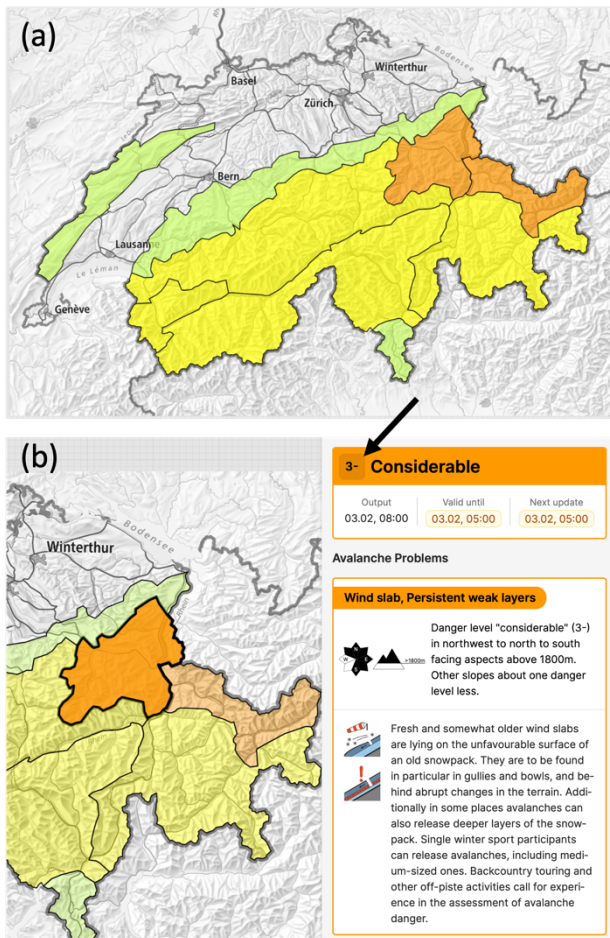 (a)
Bodensee
Basel
Winterthur
Zürich
Bern
Lausanne
Le Léman
Genève
(b)
Bodensee
Winterthur
3- Considerable
Output
03.02, 08:00
Valid until
03.02, 05:00
Next update
03.02, 05:00
Avalanche Problems
Wind slab, Persistent weak layers
N
W
E
S
>1800m
Danger level "considerable" (3-)
in northwest to north to south
facing aspects above 1800m.
Other slopes about one danger
level less.
Fresh and somewhat older wind slabs
are lying on the unfavourable surface of
an old snowpack. They are to be found
in particular in gullies and bowls, and be-
hind abrupt changes in the terrain. Addi-
tionally in some places avalanches can
also release deeper layers of the snow-
pack. Single winter sport participants
can release avalanches, including medi-
um-sized ones. Backcountry touring and
other off-piste activities call for experi-
ence in the assessment of avalanche
danger.